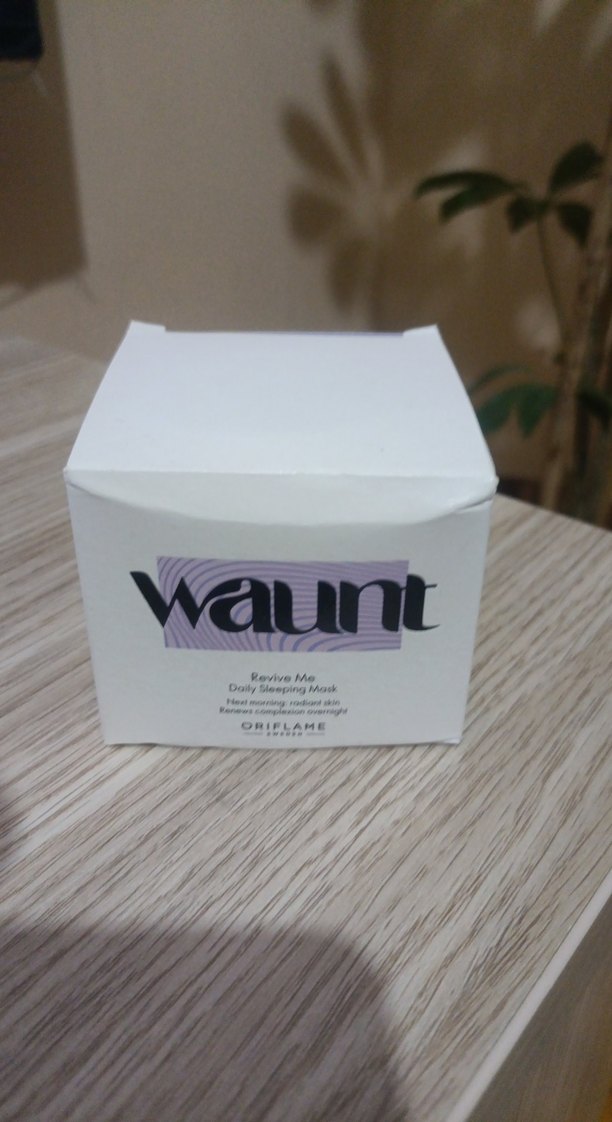 waunt
Revive Me
Daily Sleeping Mask
Next morning: radiant skin
Renews complexion overnight
ORIFLAME
SWEDEN